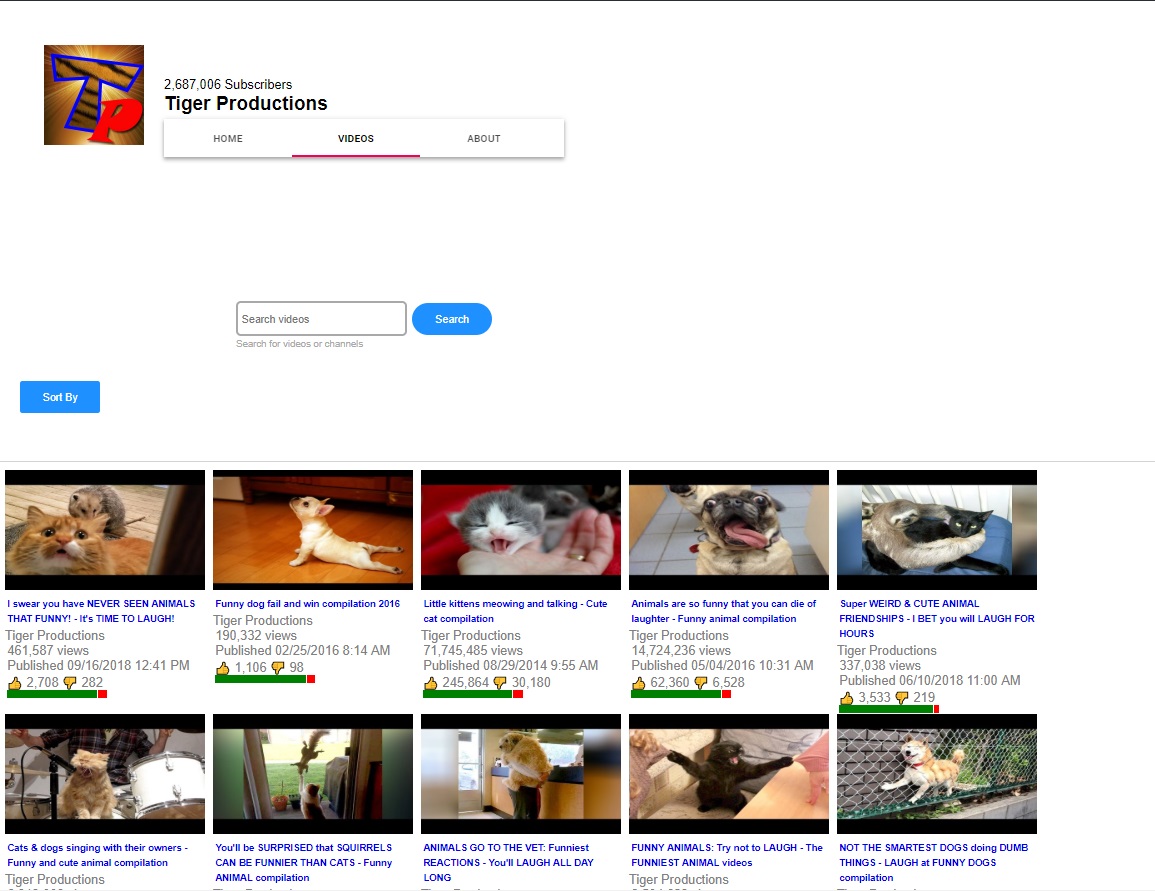 TP
2,687,006 Subscribers
Tiger Productions
HOME VIDEOS ABOUT
Search videos Search
Search for videos or channels
Sort By
I swear you have NEVER SEEN ANIMALS
THAT FUNNY! - It's TIME TO LAUGH!
Tiger Productions
461,587 views
Published 09/16/2018 12:41 PM
2,708 282
Funny dog fail and win compilation 2016
Tiger Productions
190,332 views
Published 02/25/2016 8:14 AM
1,106 98
Little kittens meowing and talking - Cute
cat compilation
Tiger Productions
71,745,485 views
Published 08/29/2014 9:55 AM
245,864 30,180
Animals are so funny that you can die of
laughter - Funny animal compilation
Tiger Productions
14,724,236 views
Published 05/04/2016 10:31 AM
62,360 6,528
Super WEIRD & CUTE ANIMAL
FRIENDSHIPS - I BET you will LAUGH FOR
HOURS
Tiger Productions
337,038 views
Published 06/10/2018 11:00 AM
3,533 219
Cats & dogs singing with their owners -
Funny and cute animal compilation
Tiger Productions
You'll be SURPRISED that SQUIRRELS
CAN BE FUNNIER THAN CATS - Funny
ANIMAL compilation
ANIMALS GO TO THE VET: Funniest
REACTIONS - You'll LAUGH ALL DAY
LONG
FUNNY ANIMALS: Try not to LAUGH - The
FUNNIEST ANIMAL videos
Tiger Productions
NOT THE SMARTEST DOGS doing DUMB
THINGS - LAUGH at FUNNY DOGS
compilation